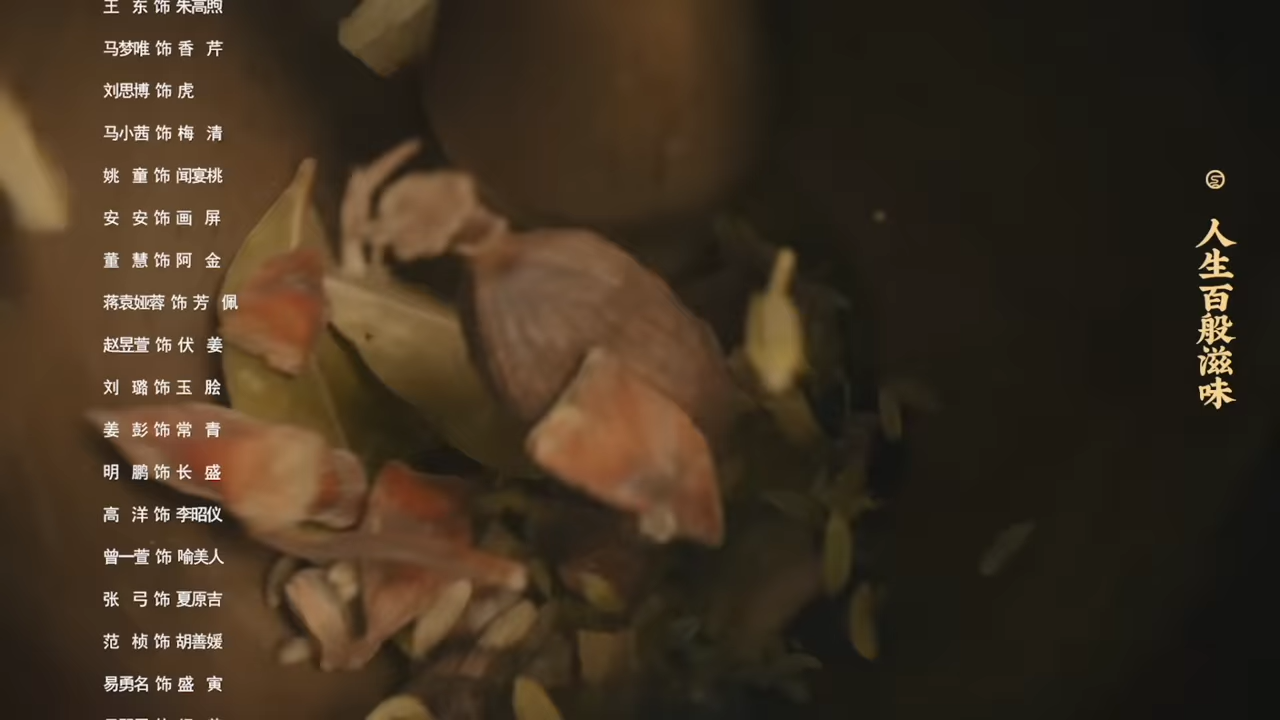 王 东 饰 朱高煦
马梦唯 饰 香 芹
刘思博 饰 虎
马小茜 饰 梅 清
姚 童 饰 闻宴桃
安 安 饰 画 屏
董 慧 饰 阿 金
蒋袁娅蓉 饰 芳 佩
赵昱萱 饰 伏 姜
刘 璐 饰 玉 脍
姜 彭 饰 常 青
明 鹏 饰 长 盛
高 洋 饰 李昭仪
曾一萱 饰 喻美人
张 弓 饰 夏原吉
范 桢 饰 胡善媛
易勇名 饰 盛 寅
人生百般滋味